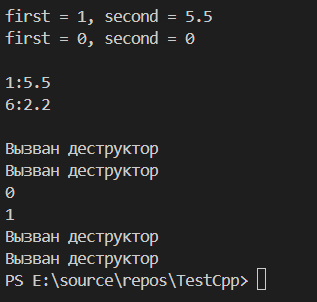 first = 1, second = 5.5
first = 0, second = 0
1:5.5
6:2.2
Вызван деструктор
Вызван деструктор
0
1
Вызван деструктор
Вызван деструктор
PS E:\source\repos\TestCpp>